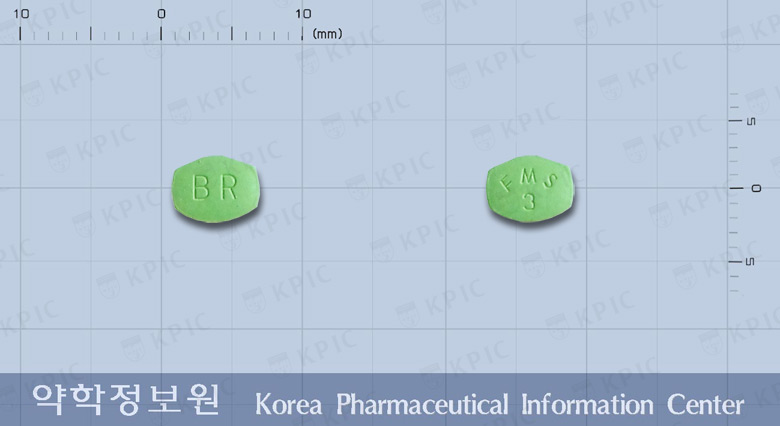 10 0 10
(mm)
BR
FMS
3
5
0
5
KPIC
약학정보원 Korea Pharmaceutical Information Center